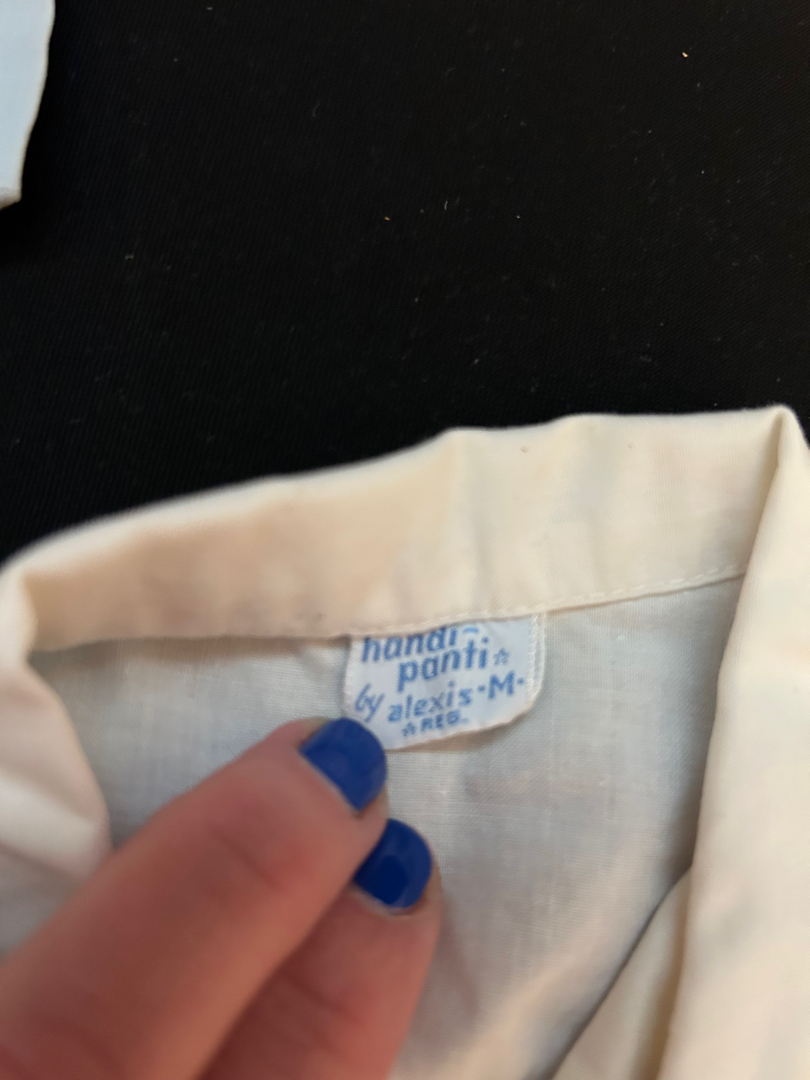 handi-
panti☆
by alexis·M·
☆REG.